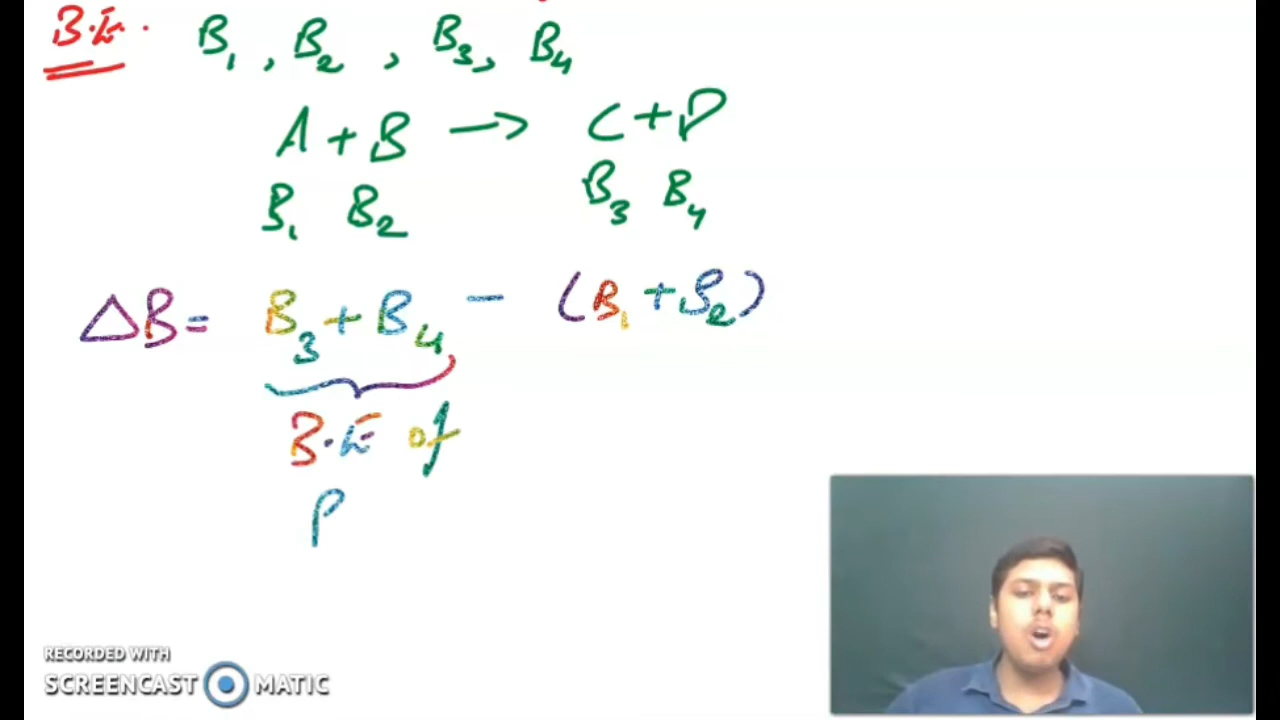 B.E.
B₁, B₂, B₃, B₄
A + B → C + D
B₁ B₂ B₃ B₄
ΔB = B₃ + B₄ - (B₁ + B₂)
B.E of
P
RECORDED WITH
SCREENCAST MATIC